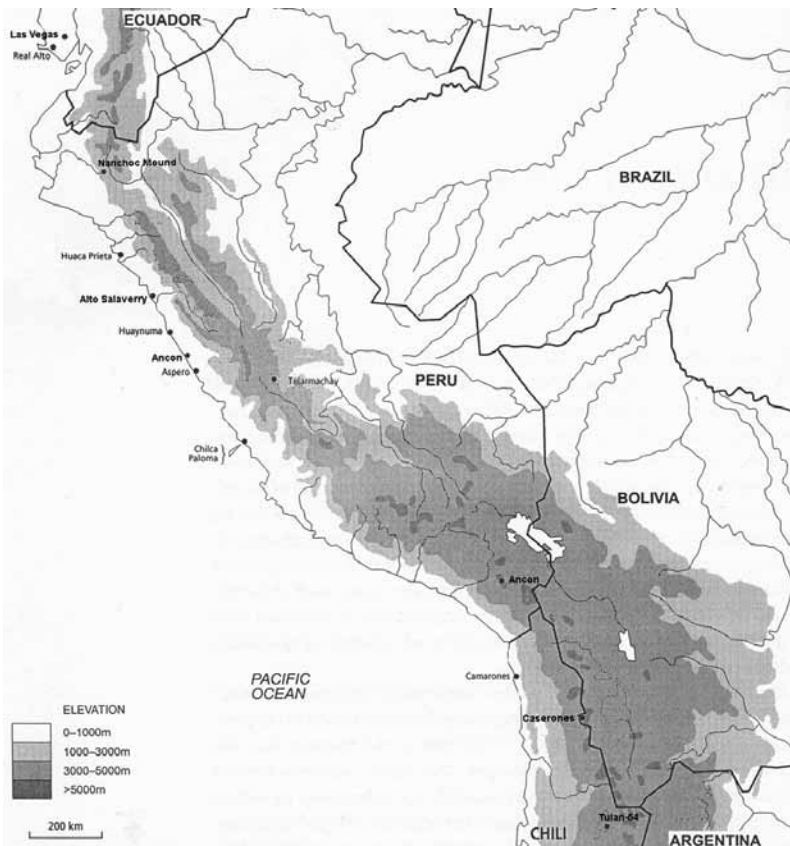 ECUADOR
Las Vegas
Real Alto
Nanchoc Mound
BRAZIL
Huaca Prieta
Alto Salaverry
Huaynuma
Ancon
Aspero
Telarmachay
PERU
Chilca
Paloma
BOLIVIA
Ancon
PACIFIC
OCEAN
Camarones
Caserones
ELEVATION
0–1000m
1000–3000m
3000–5000m
>5000m
200 km
Tulan-54
CHILI
ARGENTINA